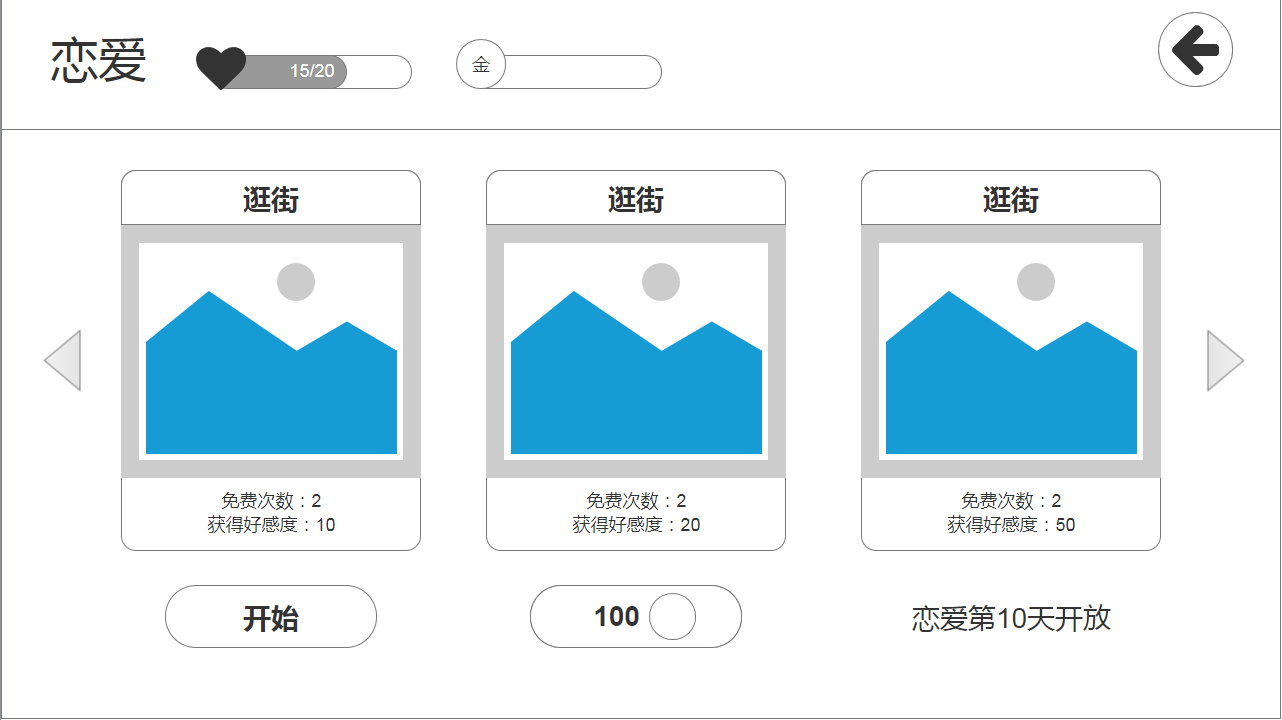 恋爱
15/20
金
逛街
逛街
逛街
免费次数：2
获得好感度：10
免费次数：2
获得好感度：20
免费次数：2
获得好感度：50
开始
100
恋爱第10天开放